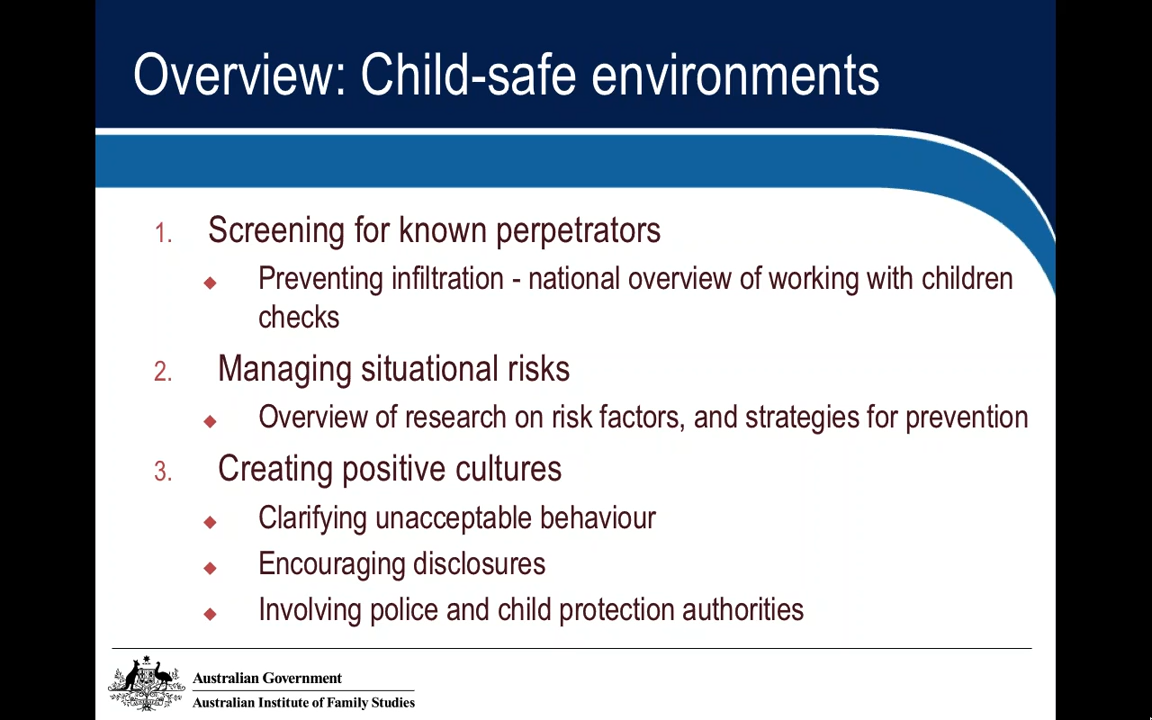 Overview: Child-safe environments
1. Screening for known perpetrators
◆ Preventing infiltration - national overview of working with children
checks
2. Managing situational risks
◆ Overview of research on risk factors, and strategies for prevention
3. Creating positive cultures
◆ Clarifying unacceptable behaviour
◆ Encouraging disclosures
◆ Involving police and child protection authorities
Australian Government
Australian Institute of Family Studies